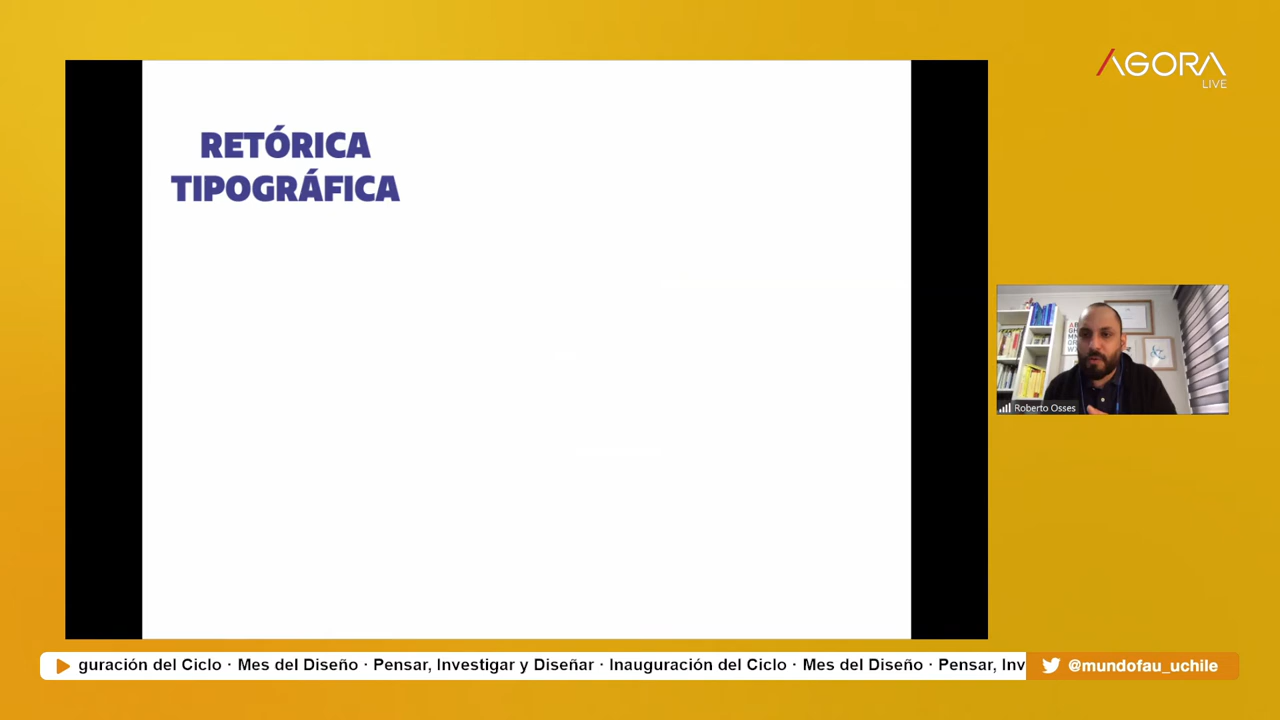 AGORA
LIVE
RETÓRICA
TIPOGRÁFICA
Roberto Osses
guración del Ciclo · Mes del Diseño · Pensar, Investigar y Diseñar · Inauguración del Ciclo · Mes del Diseño · Pensar, Inv
@mundofau_uchile